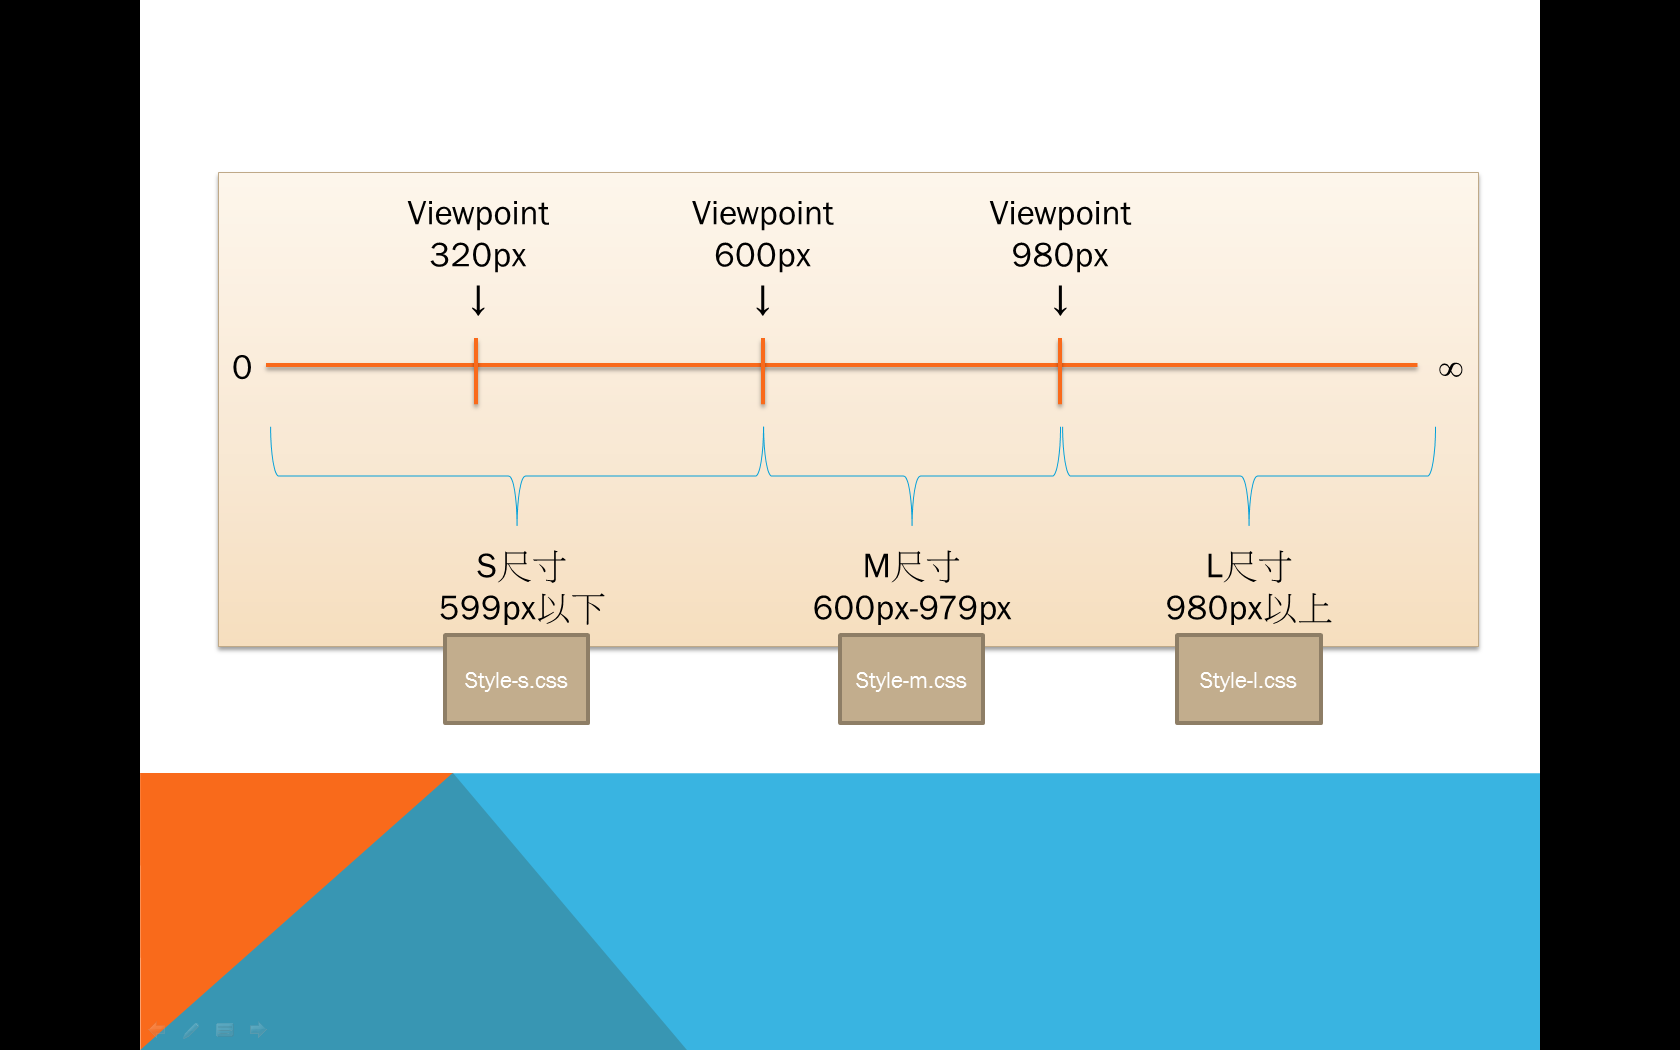 Viewpoint
320px
↓
Viewpoint
600px
↓
Viewpoint
980px
↓
0
∞
S尺寸
599px以下
M尺寸
600px-979px
L尺寸
980px以上
Style-s.css
Style-m.css
Style-l.css